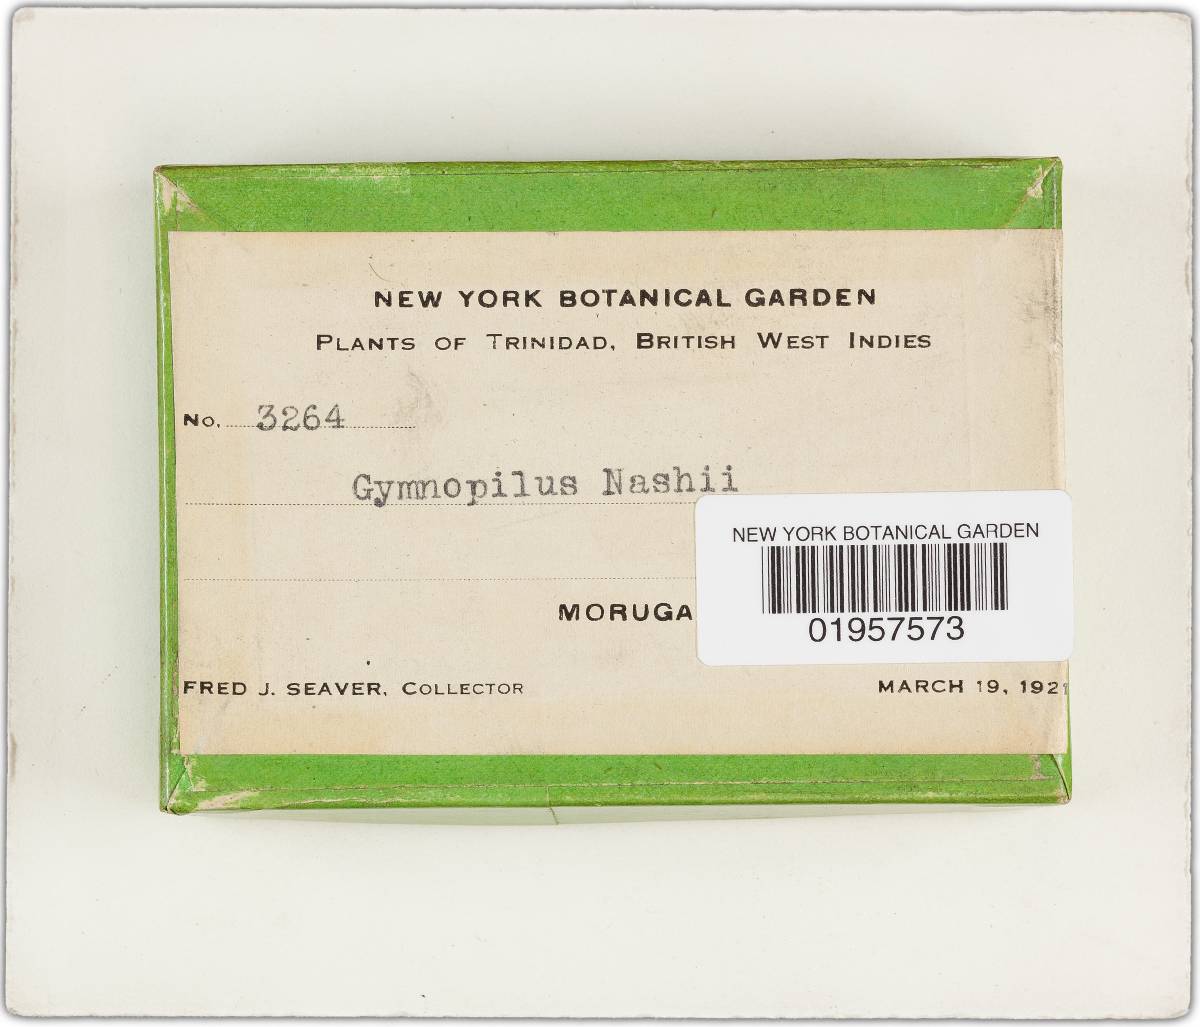 NEW YORK BOTANICAL GARDEN
PLANTS OF TRINIDAD, BRITISH WEST INDIES
No. 3264
Gymnopilus Nashii
NEW YORK BOTANICAL GARDEN
01957573
MORUGA
FRED J. SEAVER, COLLECTOR MARCH 19, 1921